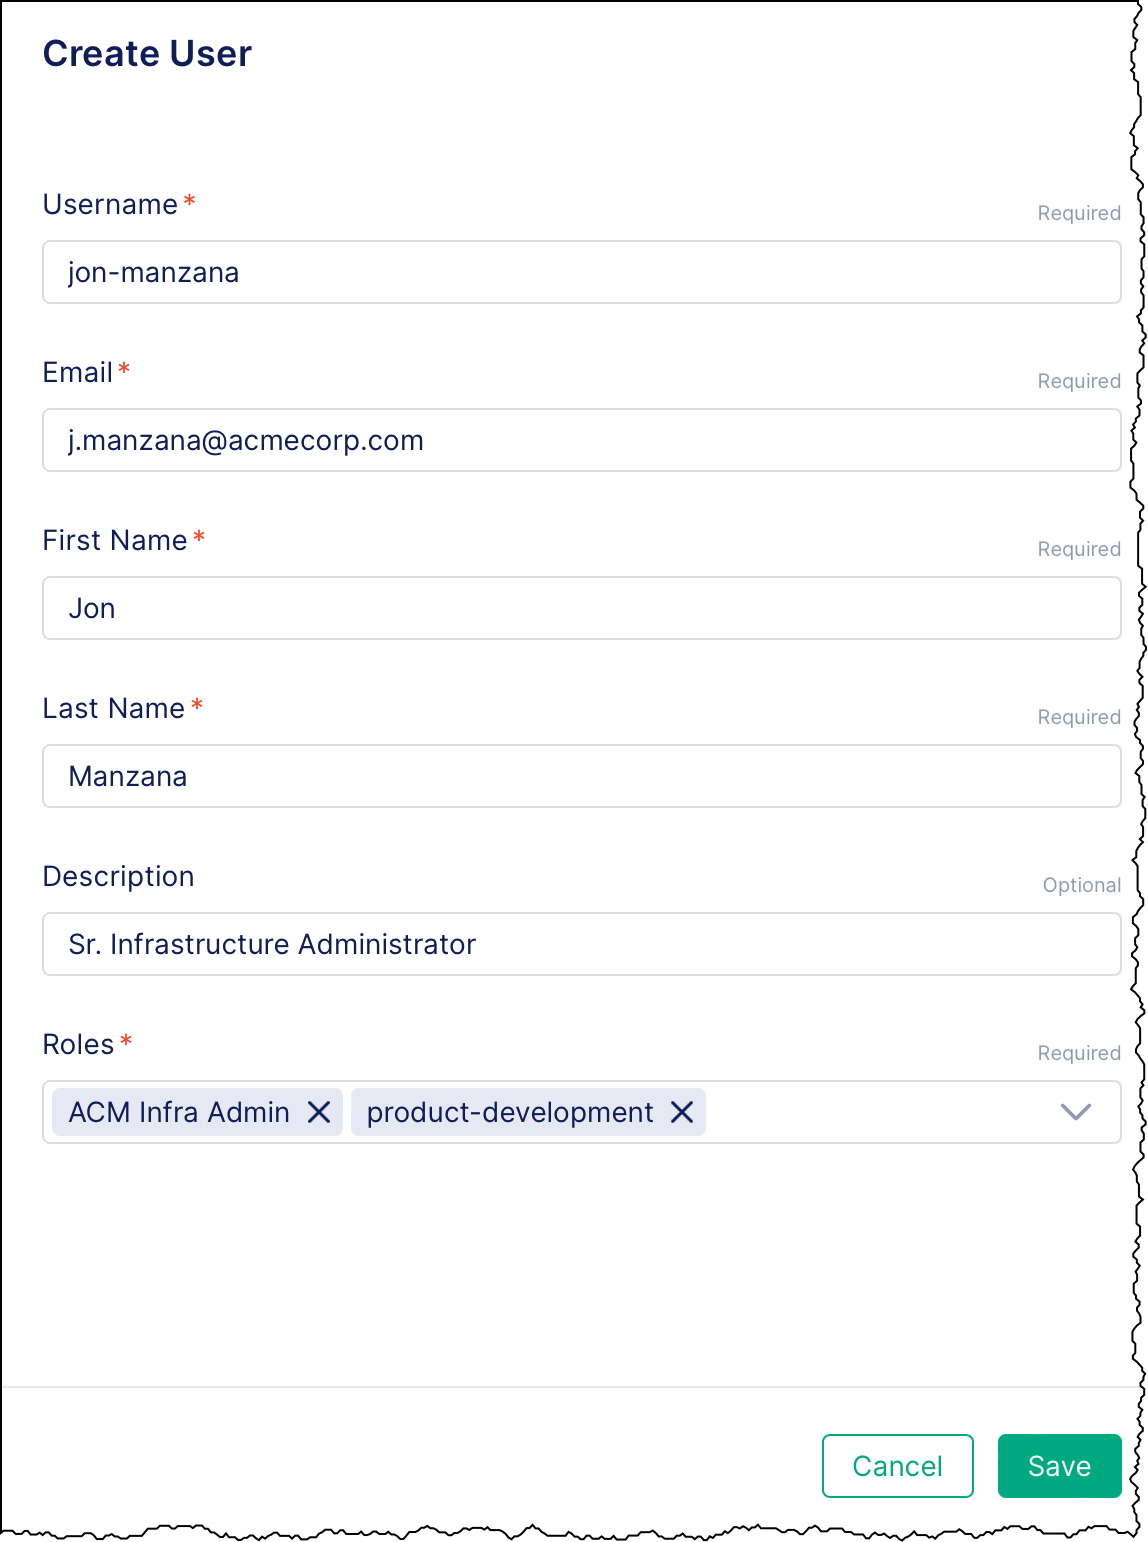 Create User
Username *
Required
jon-manzana
Email *
Required
j.manzana@acmecorp.com
First Name *
Required
Jon
Last Name *
Required
Manzana
Description
Optional
Sr. Infrastructure Administrator
Roles *
Required
ACM Infra Admin product-development
Cancel Save